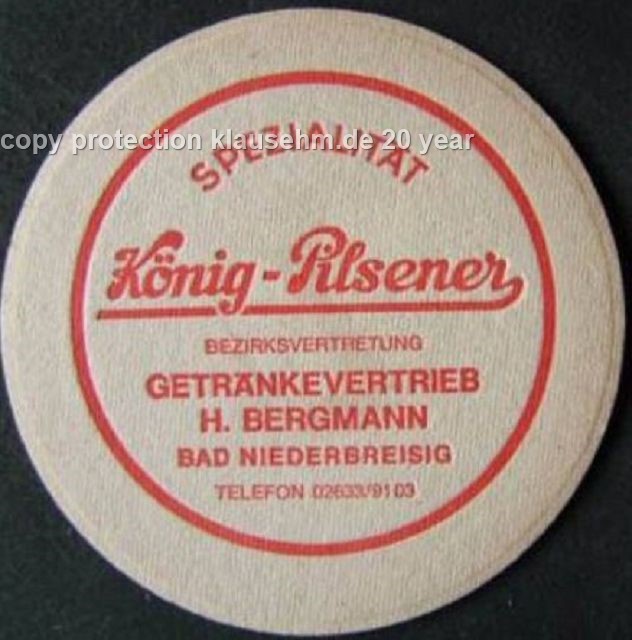 copy protection klausehm.de 20 year
SPEZIALITÄT
König-Pilsener
BEZIRKSVERTRETUNG
GETRÄNKEVERTRIEB
H. BERGMANN
BAD NIEDERBREISIG
TELEFON 02633/9103